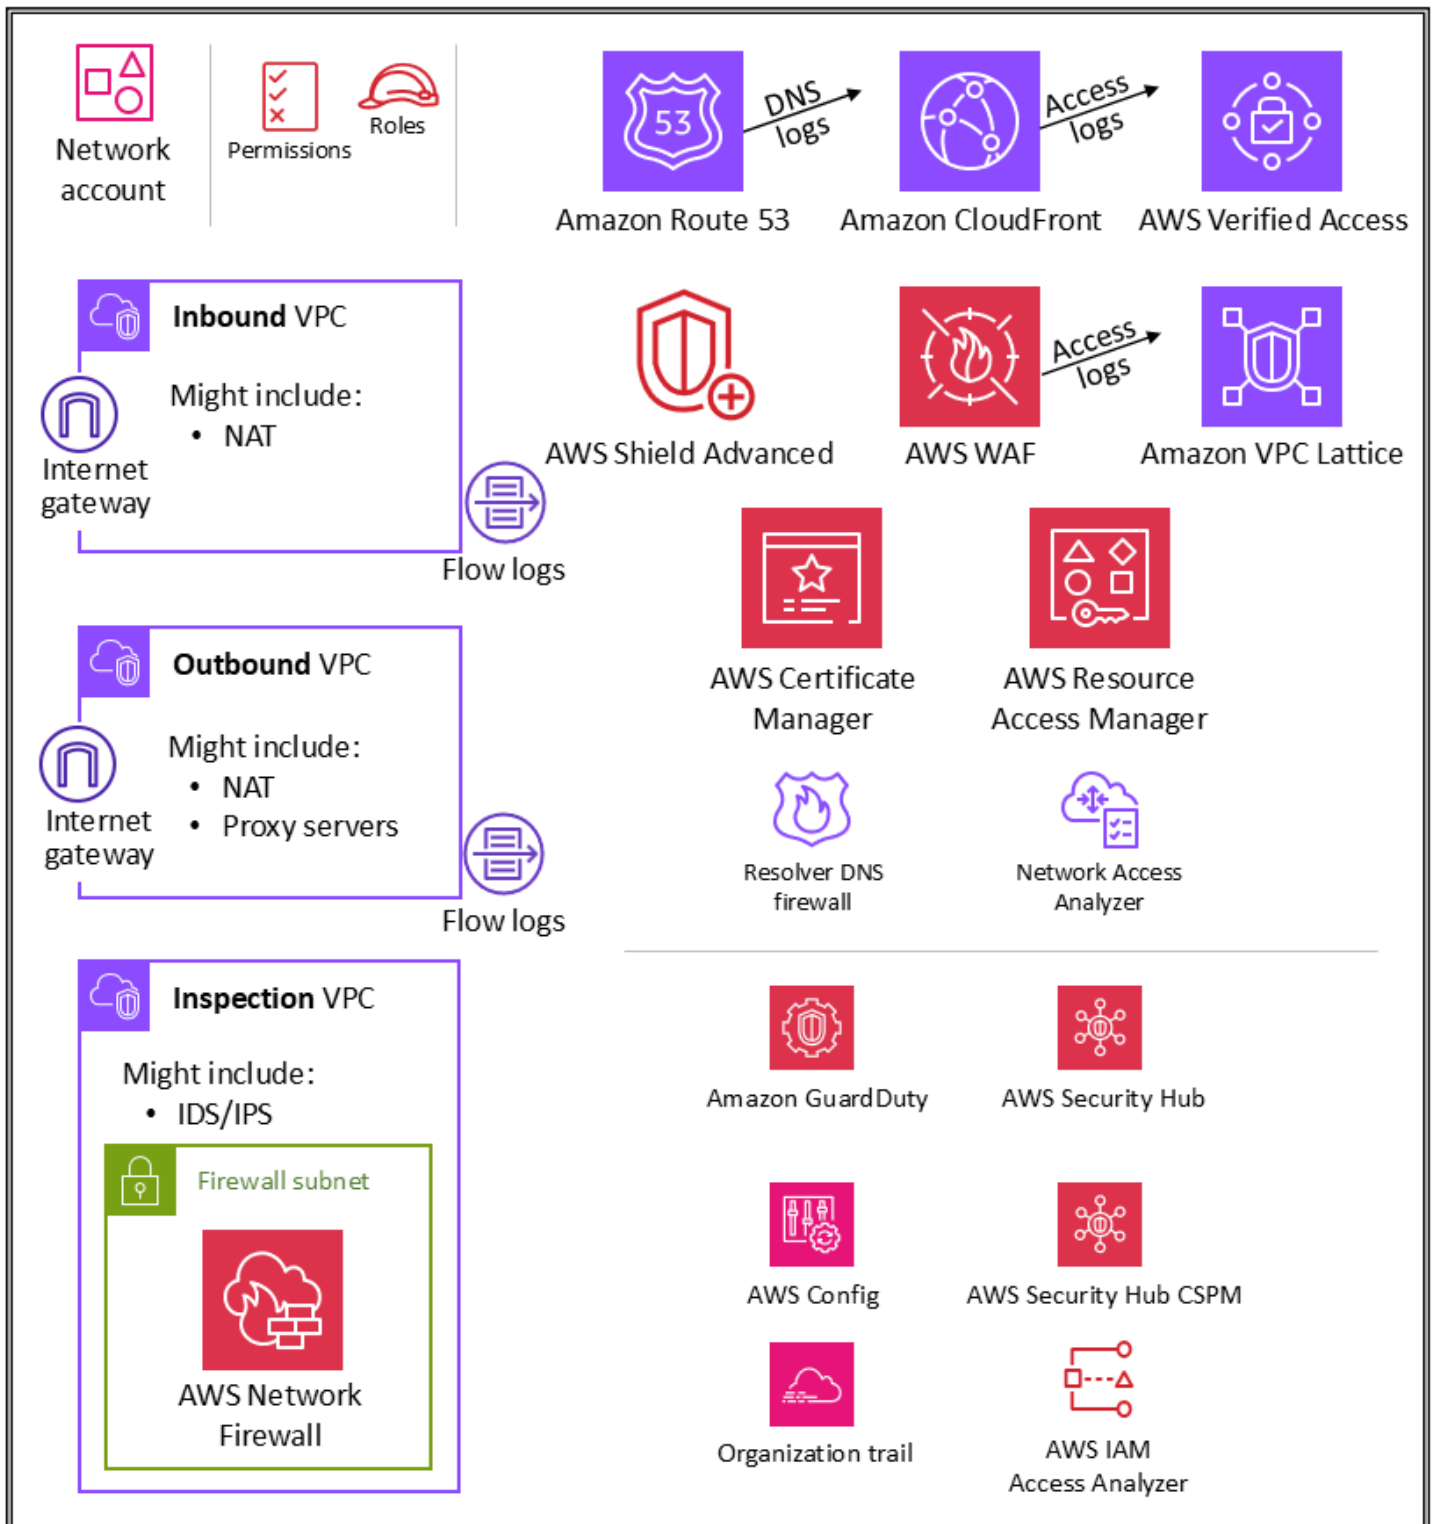 Network
account
Permissions
Roles
53
DNS
logs
Access
logs
Amazon Route 53
Amazon CloudFront
AWS Verified Access
Inbound VPC
Might include:
• NAT
Internet
gateway
Flow logs
AWS Shield Advanced
AWS WAF
Access
logs
Amazon VPC Lattice
AWS Certificate
Manager
AWS Resource
Access Manager
Outbound VPC
Might include:
• NAT
• Proxy servers
Internet
gateway
Flow logs
Resolver DNS
firewall
Network Access
Analyzer
Inspection VPC
Might include:
• IDS/IPS
Firewall subnet
AWS Network
Firewall
Amazon GuardDuty
AWS Security Hub
AWS Config
AWS Security Hub CSPM
Organization trail
AWS IAM
Access Analyzer